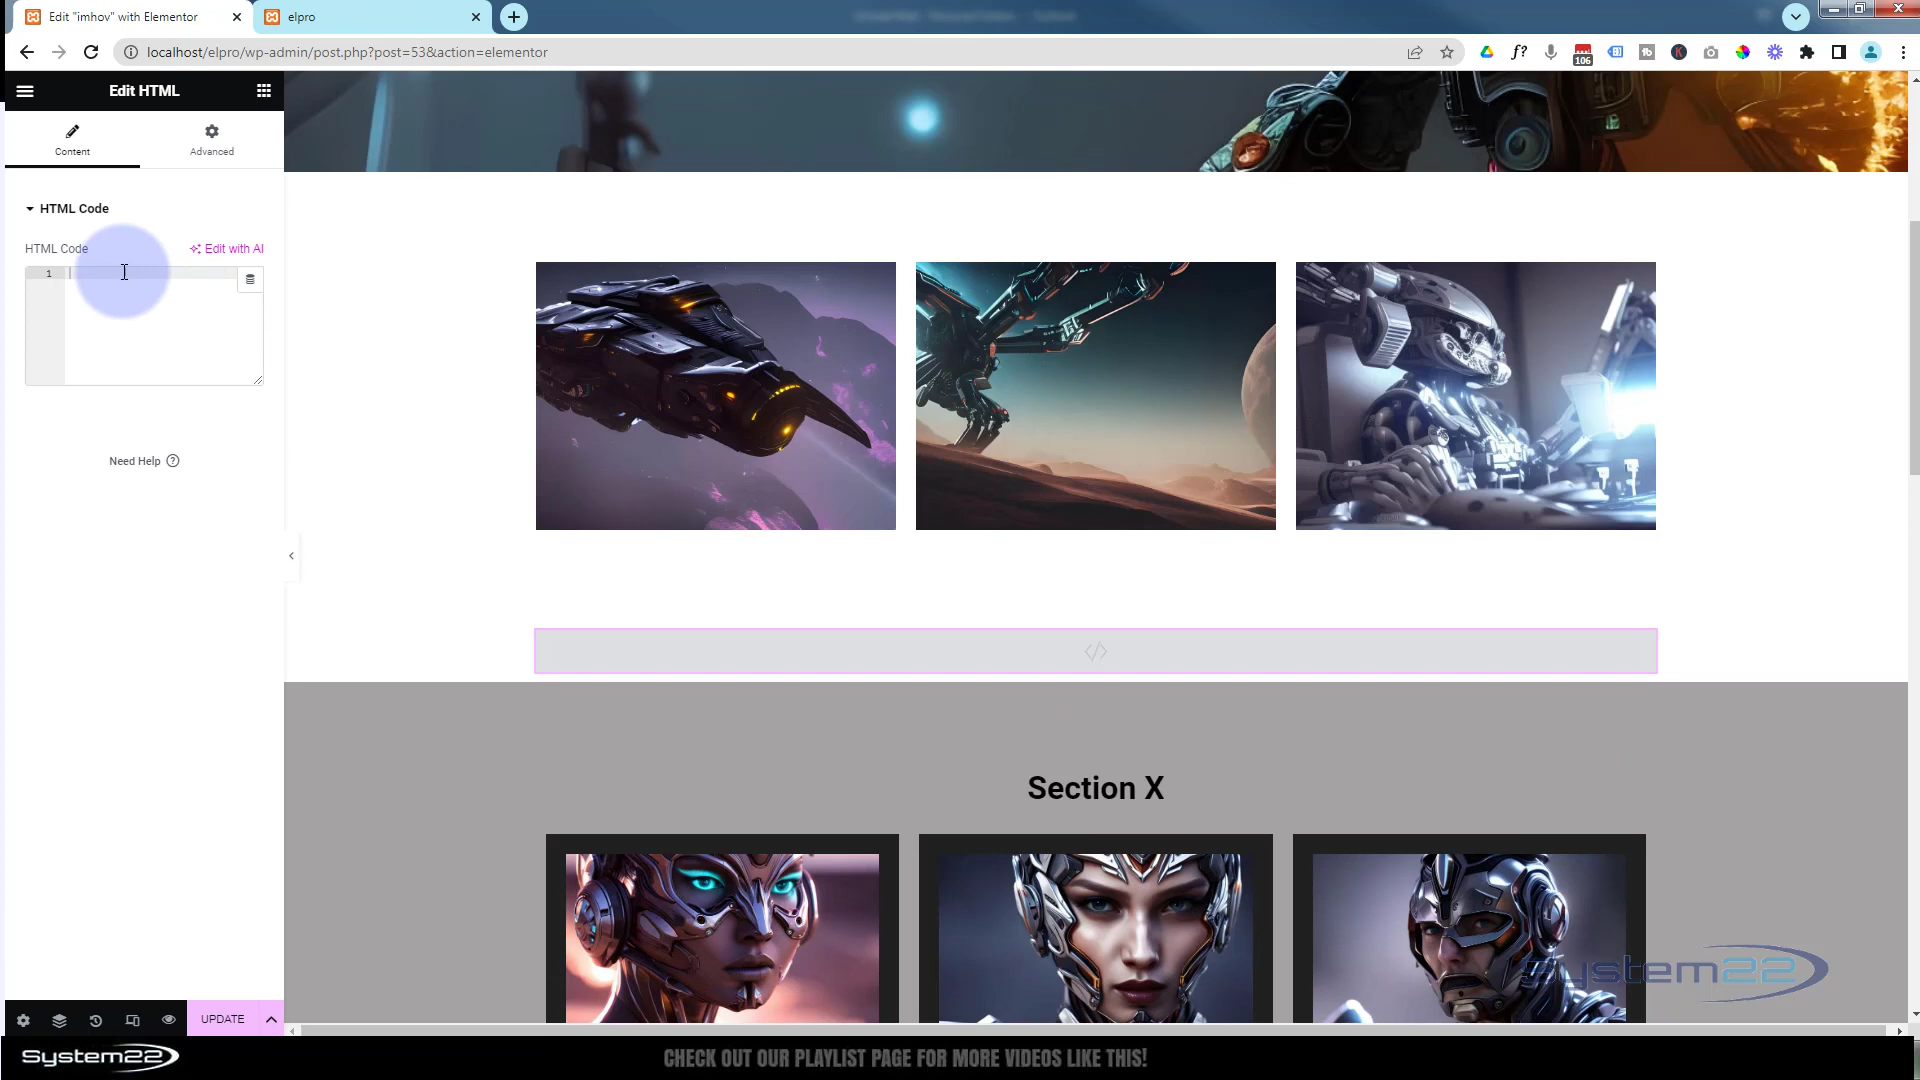 Edit "imhov" with Elementor
elpro
localhost/elpro/wp-admin/post.php?post=53&action=elementor
106
Edit HTML
Content
Advanced
HTML Code
HTML Code
Edit with AI
1
Need Help
Section X
UPDATE
system22
System22
CHECK OUT OUR PLAYLIST PAGE FOR MORE VIDEOS LIKE THIS!